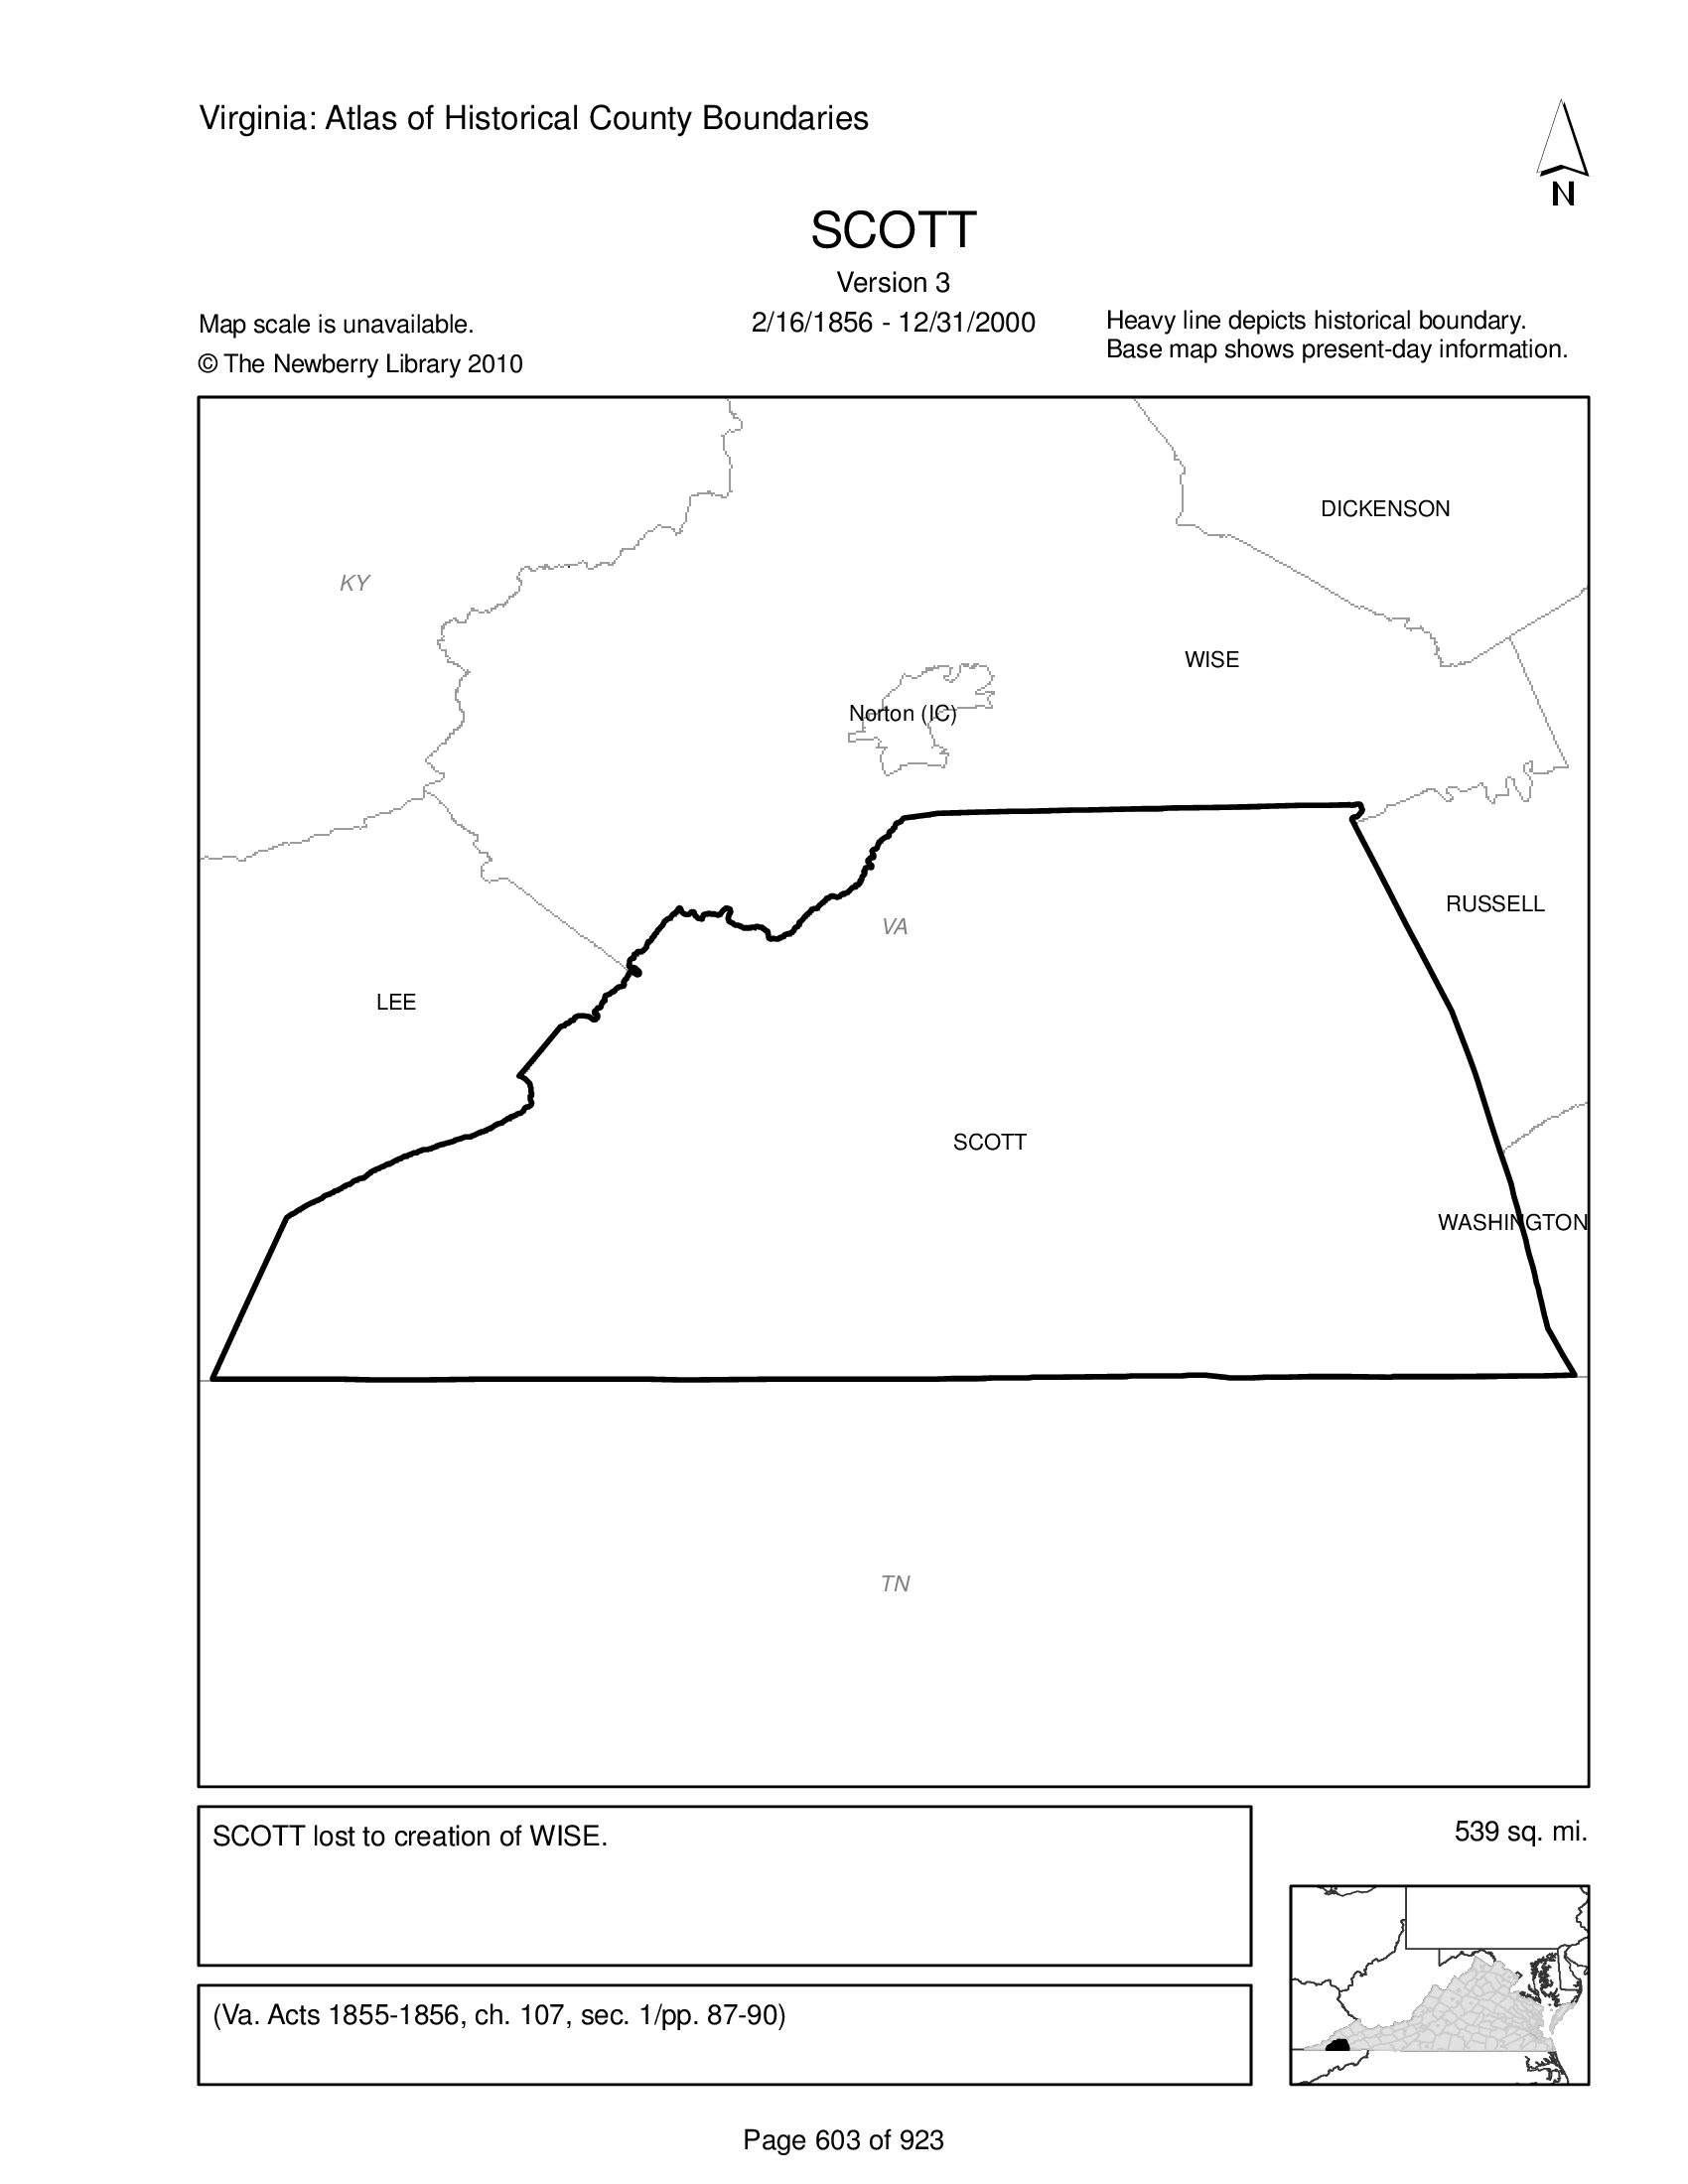 Virginia: Atlas of Historical County Boundaries
N
SCOTT
Version 3
2/16/1856 - 12/31/2000
Map scale is unavailable.
© The Newberry Library 2010
Heavy line depicts historical boundary.
Base map shows present-day information.
DICKENSON
KY
WISE
Norton (IC)
RUSSELL
VA
LEE
SCOTT
WASHINGTON
TN
SCOTT lost to creation of WISE.
539 sq. mi.
(Va. Acts 1855-1856, ch. 107, sec. 1/pp. 87-90)
Page 603 of 923